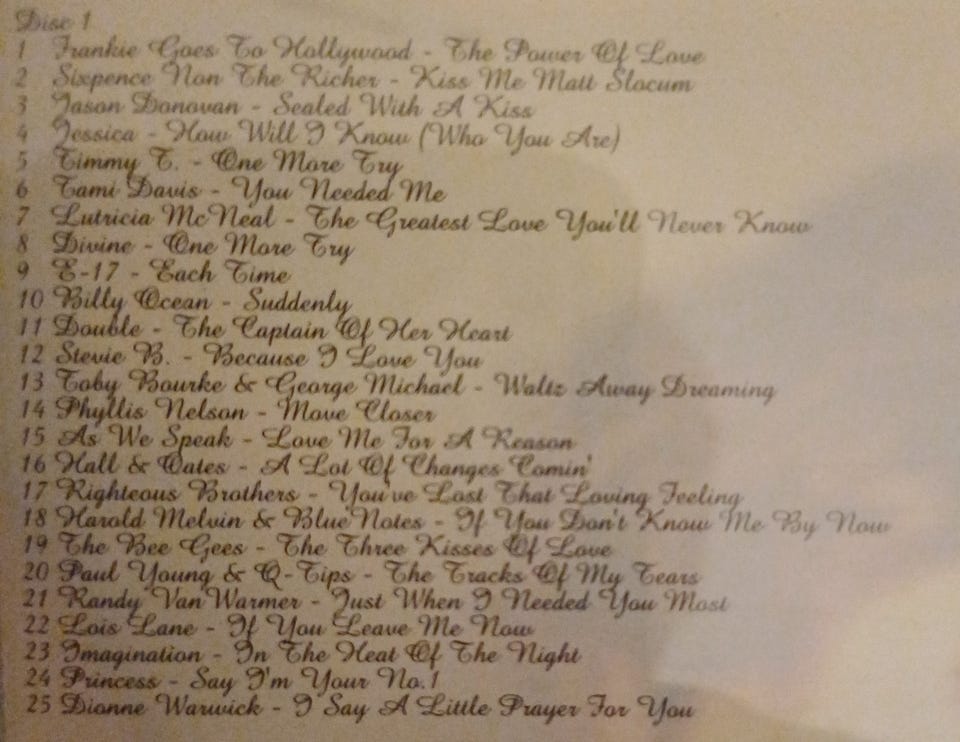 Disc 1
1 Frankie Goes To Hollywood - The Power Of Love
2 Sixpence Non The Richer - Kiss Me Matt Slocum
3 Jason Donovan - Sealed With A Kiss
4 Jessica - How Will I Know (Who You Are)
5 Timmy T. - One More Try
6 Tami Davis - You Needed Me
7 Lutricia McNeal - The Greatest Love You'll Never Know
8 Divine - One More Try
9 E-17 - Each Time
10 Billy Ocean - Suddenly
11 Double - The Captain Of Her Heart
12 Stevie B. - Because I Love You
13 Toby Bourke & George Michael - Waltz Away Dreaming
14 Phyllis Nelson - Move Closer
15 As We Speak - Love Me For A Reason
16 Hall & Oates - A Lot Of Changes Comin'
17 Righteous Brothers - You've Lost That Loving Feeling
18 Harold Melvin & Blue Notes - If You Don't Know Me By Now
19 The Bee Gees - The Three Kisses Of Love
20 Paul Young & Q-Tips - The Tracks Of My Tears
21 Randy Van Warmer - Just When I Needed You Most
22 Lois Lane - If You Leave Me Now
23 Imagination - In The Heat Of The Night
24 Princess - Say I'm Your No.1
25 Dionne Warwick - I Say A Little Prayer For You